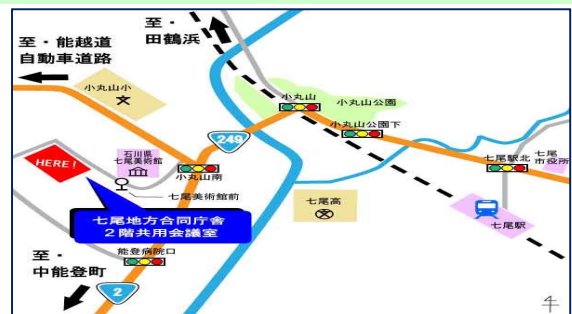 至・
田鶴浜
至・能越道
自動車道路
小丸山小
文
小丸山
小丸山公園
小丸山公園下
249
石川県
七尾美術館
HERE!
小丸山南
七尾美術館前
七尾駅北
七尾
市役所
七尾高
七尾駅
七尾地方合同庁舎
２階共用会議室
能登病院口
至・
中能登町
2